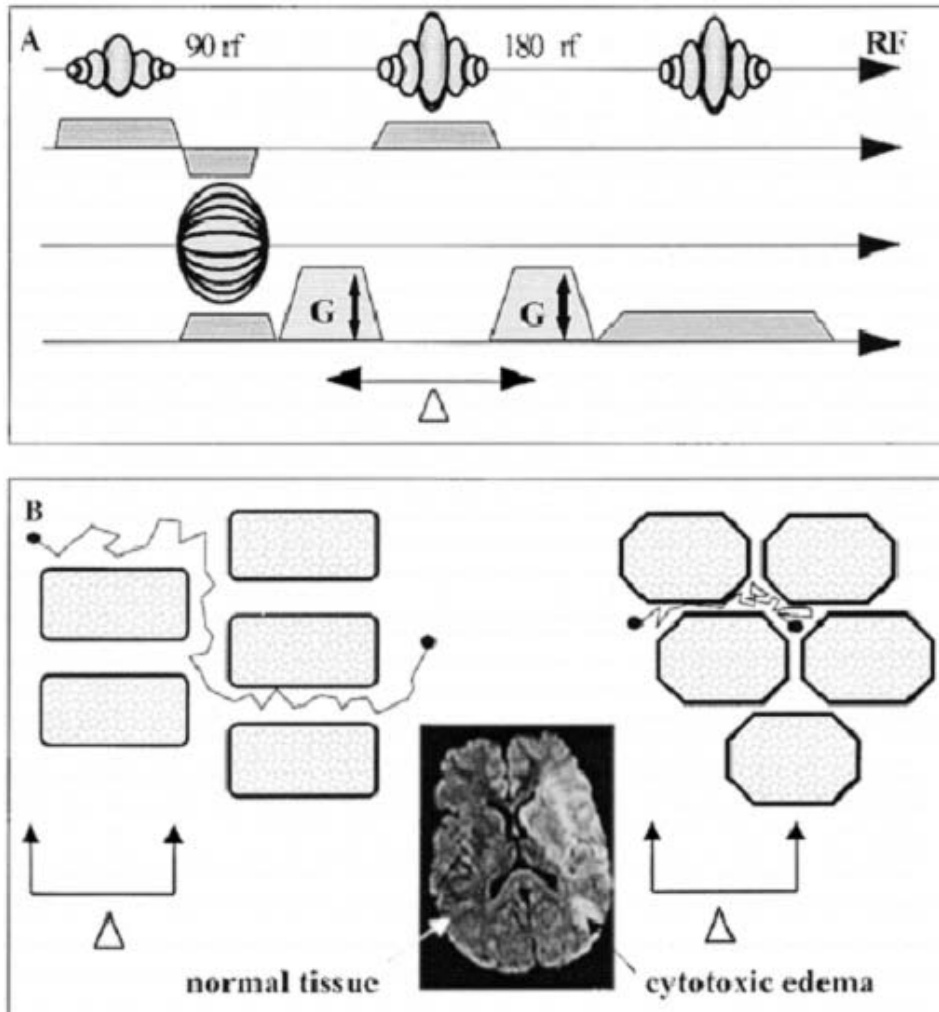 A 90 rf 180 rf RF
G G
Δ
B
Δ Δ
normal tissue cytotoxic edema